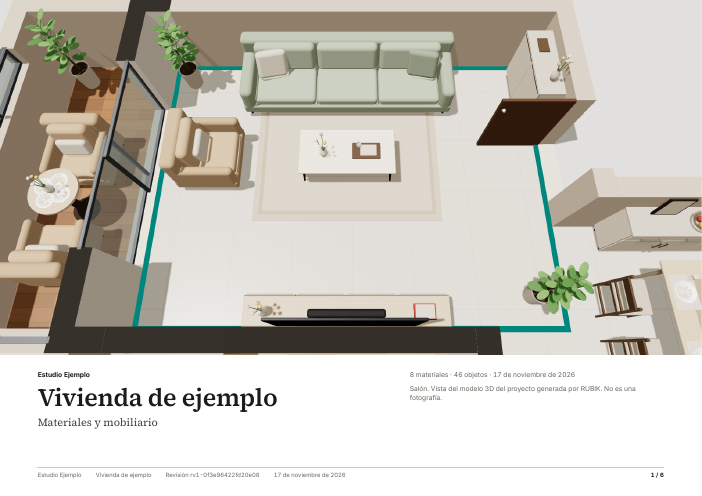 Estudio Ejemplo
Vivienda de ejemplo
Materiales y mobiliario
8 materiales · 46 objetos · 17 de noviembre de 2026
Salón. Vista del modelo 3D del proyecto generada por RUBIK. No es una
fotografía.
Estudio Ejemplo Vivienda de ejemplo Revisión rv1-0f3e96422fd20e08 17 de noviembre de 2026 1 / 6